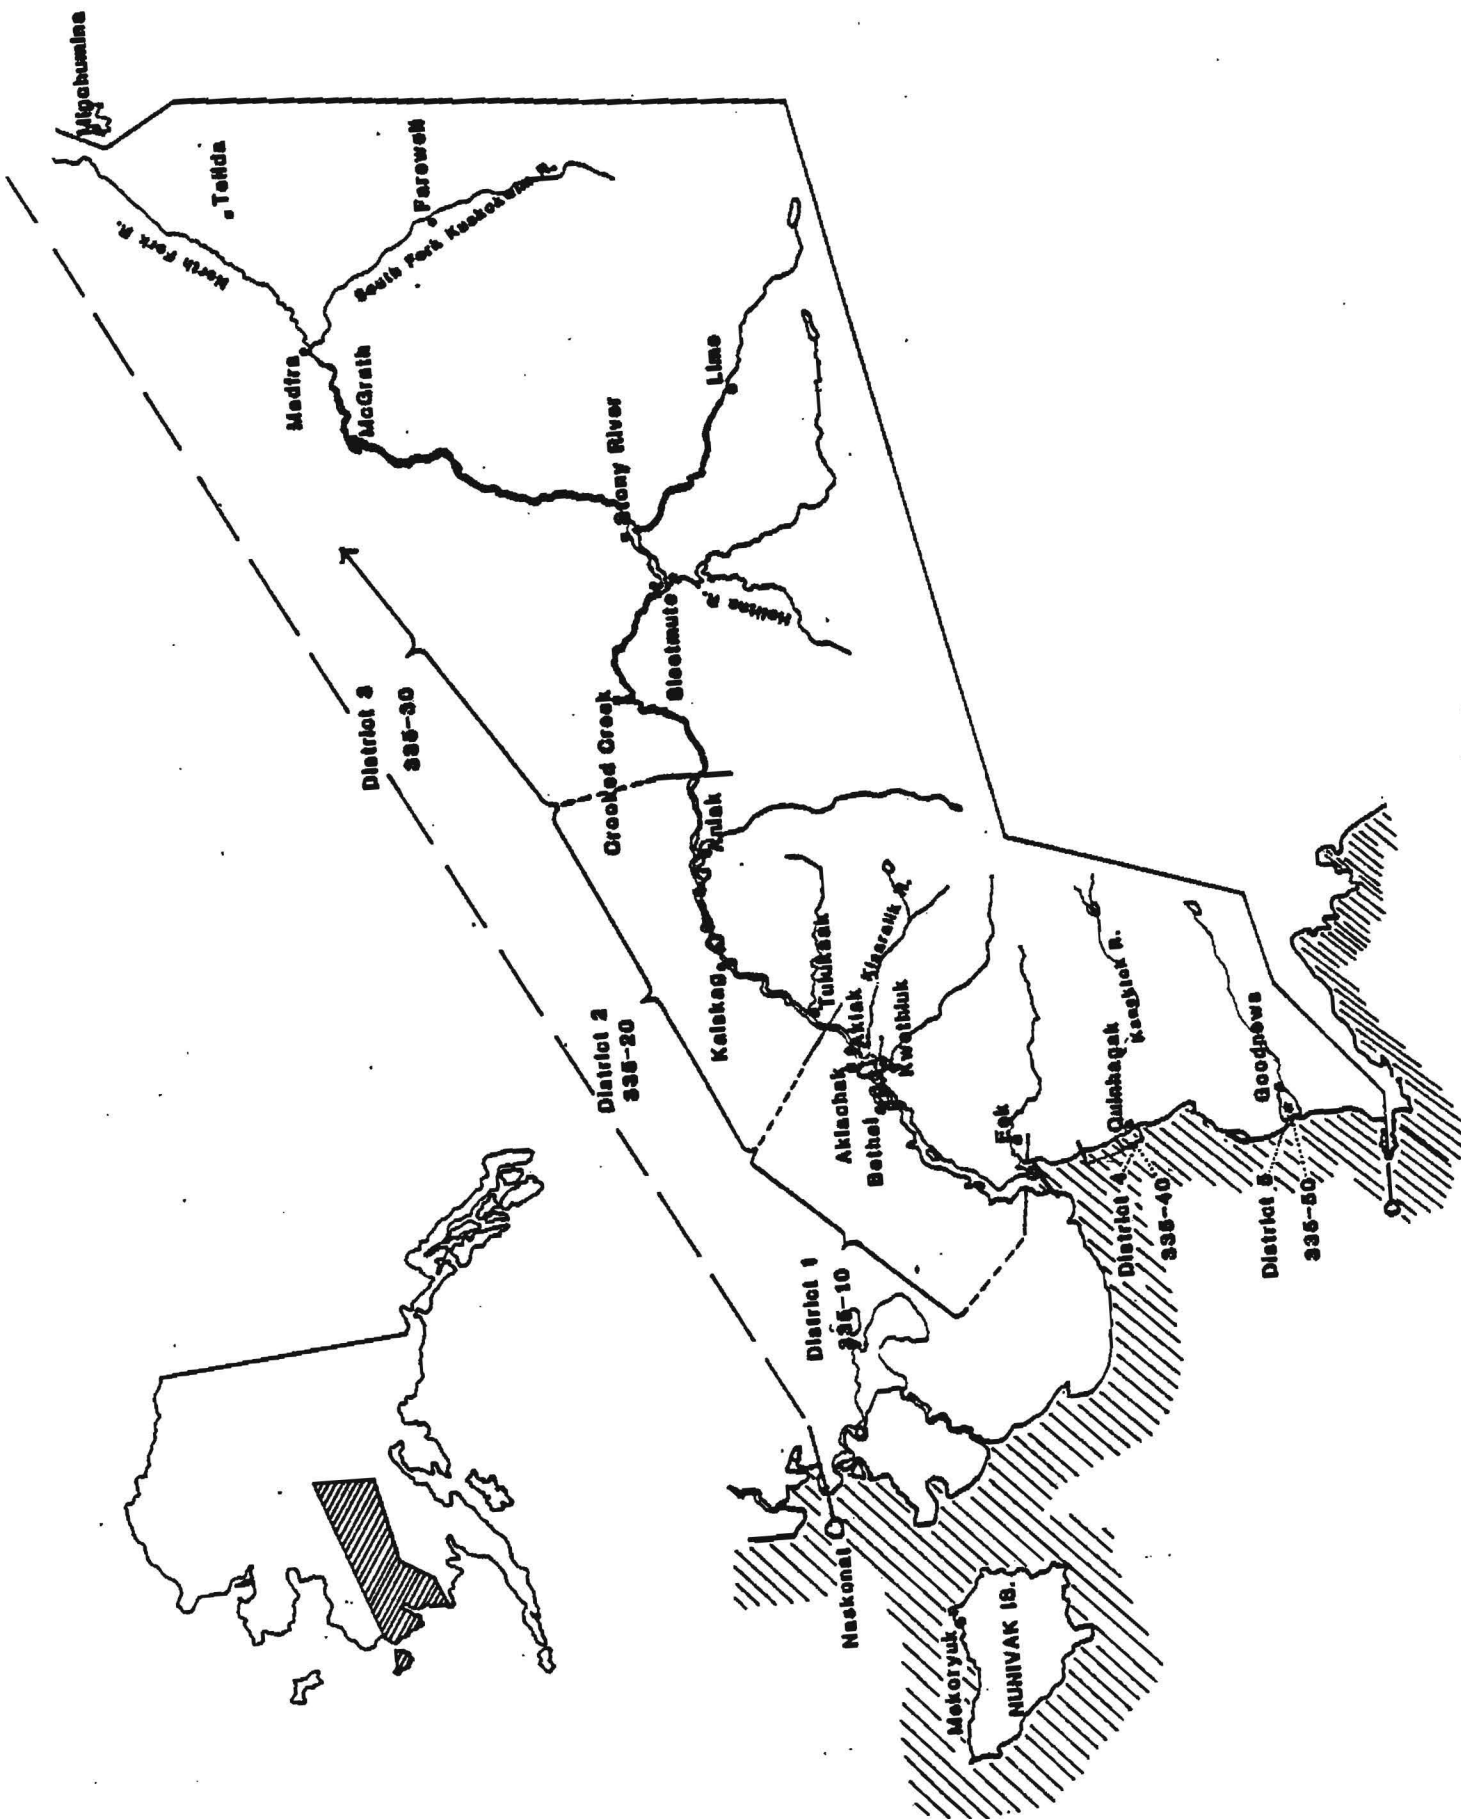 Minchumina
Telida
Farewell
North Fork R.
South Fork Kuskokwim R.
Medfra
McGrath
Lime
Stony River
Holitna R.
Sleetmute
Crooked Creek
District 3
335-30
Aniak
Kalskag
Tuluksak
Akiak
Kisaralik R.
Kwethluk
Akiachak
Bethel
District 2
335-20
Eek
Quinhagak
Kanektok R.
Goodnews
District 1
335-10
District 4
335-40
District 5
335-50
Naskonat
Mekoryuk
NUNIVAK IS.